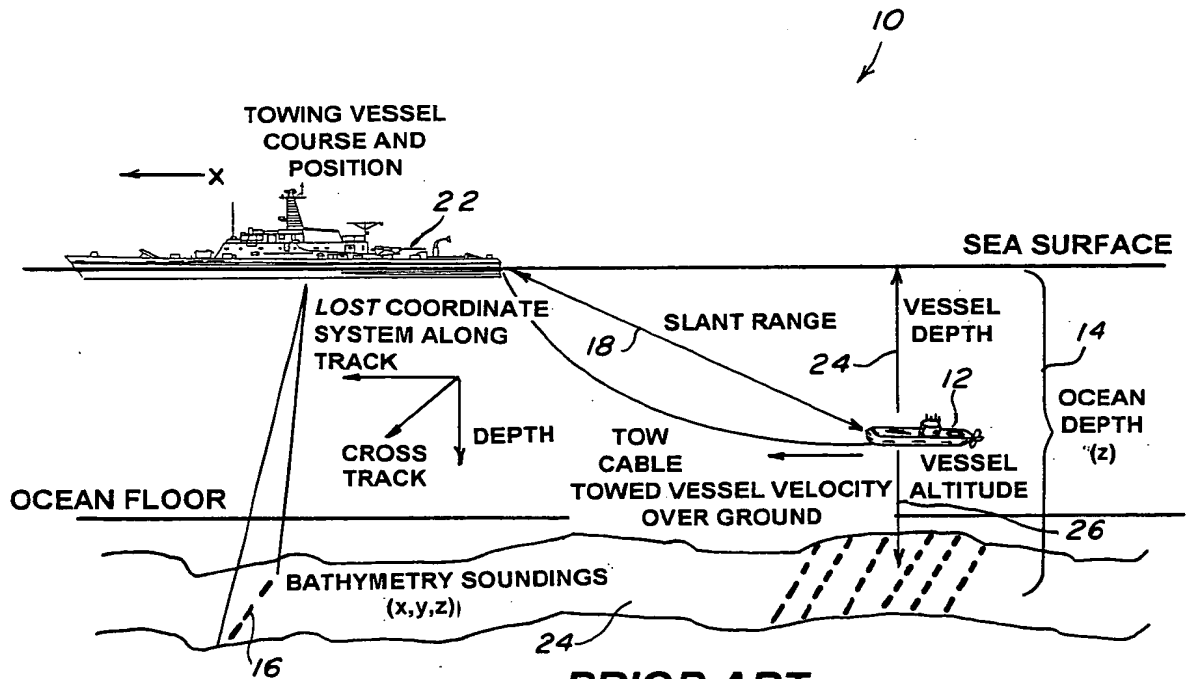 10
TOWING VESSEL
COURSE AND
POSITION
X
22
SEA SURFACE
LOST COORDINATE
SYSTEM ALONG
TRACK
SLANT RANGE
18
VESSEL
DEPTH
24
14
12
OCEAN
DEPTH
(z)
DEPTH
CROSS
TRACK
TOW
CABLE
TOWED VESSEL VELOCITY
OVER GROUND
VESSEL
ALTITUDE
OCEAN FLOOR
26
BATHYMETRY SOUNDINGS
(x,y,z)
24
16
PRIOR ART